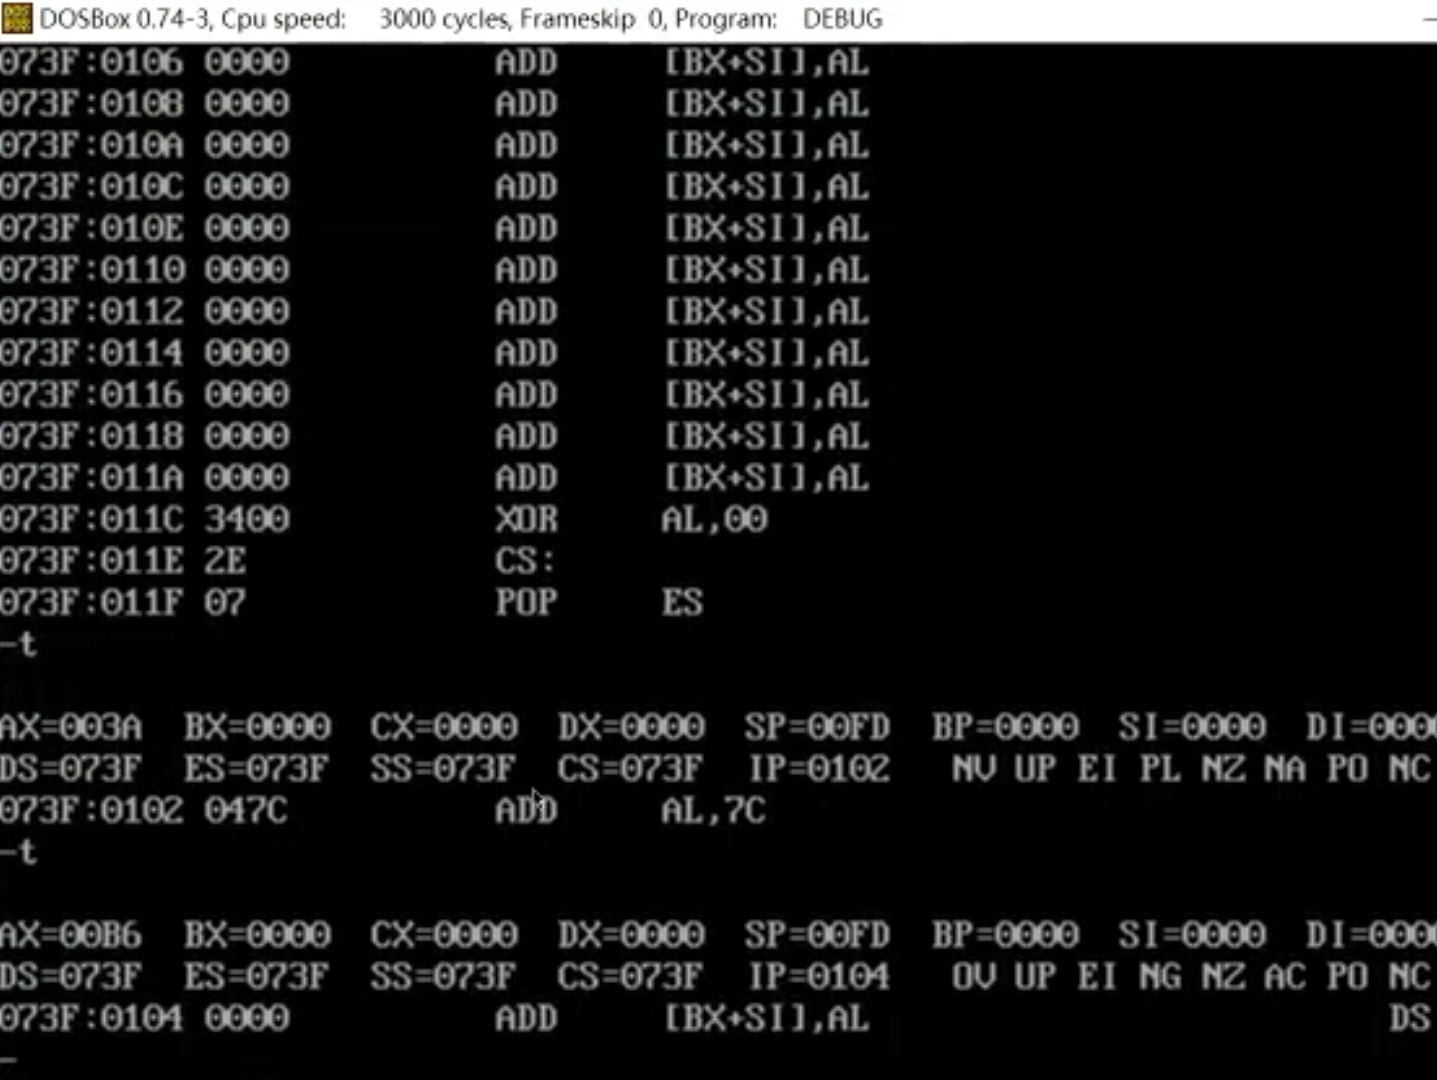 DOSBox 0.74-3, Cpu speed: 3000 cycles, Frameskip 0, Program: DEBUG
073F:0106 0000 ADD [BX+SI],AL
073F:0108 0000 ADD [BX+SI],AL
073F:010A 0000 ADD [BX+SI],AL
073F:010C 0000 ADD [BX+SI],AL
073F:010E 0000 ADD [BX+SI],AL
073F:0110 0000 ADD [BX+SI],AL
073F:0112 0000 ADD [BX+SI],AL
073F:0114 0000 ADD [BX+SI],AL
073F:0116 0000 ADD [BX+SI],AL
073F:0118 0000 ADD [BX+SI],AL
073F:011A 0000 ADD [BX+SI],AL
073F:011C 3400 XOR AL,00
073F:011E 2E CS:
073F:011F 07 POP ES
-t
AX=003A BX=0000 CX=0000 DX=0000 SP=00FD BP=0000 SI=0000 DI=000
DS=073F ES=073F SS=073F CS=073F IP=0102 NV UP EI PL NZ NA PO NC
073F:0102 047C ADD AL,7C
-t
AX=00B6 BX=0000 CX=0000 DX=0000 SP=00FD BP=0000 SI=0000 DI=000
DS=073F ES=073F SS=073F CS=073F IP=0104 OV UP EI NG NZ AC PO NC
073F:0104 0000 ADD [BX+SI],AL DS
-